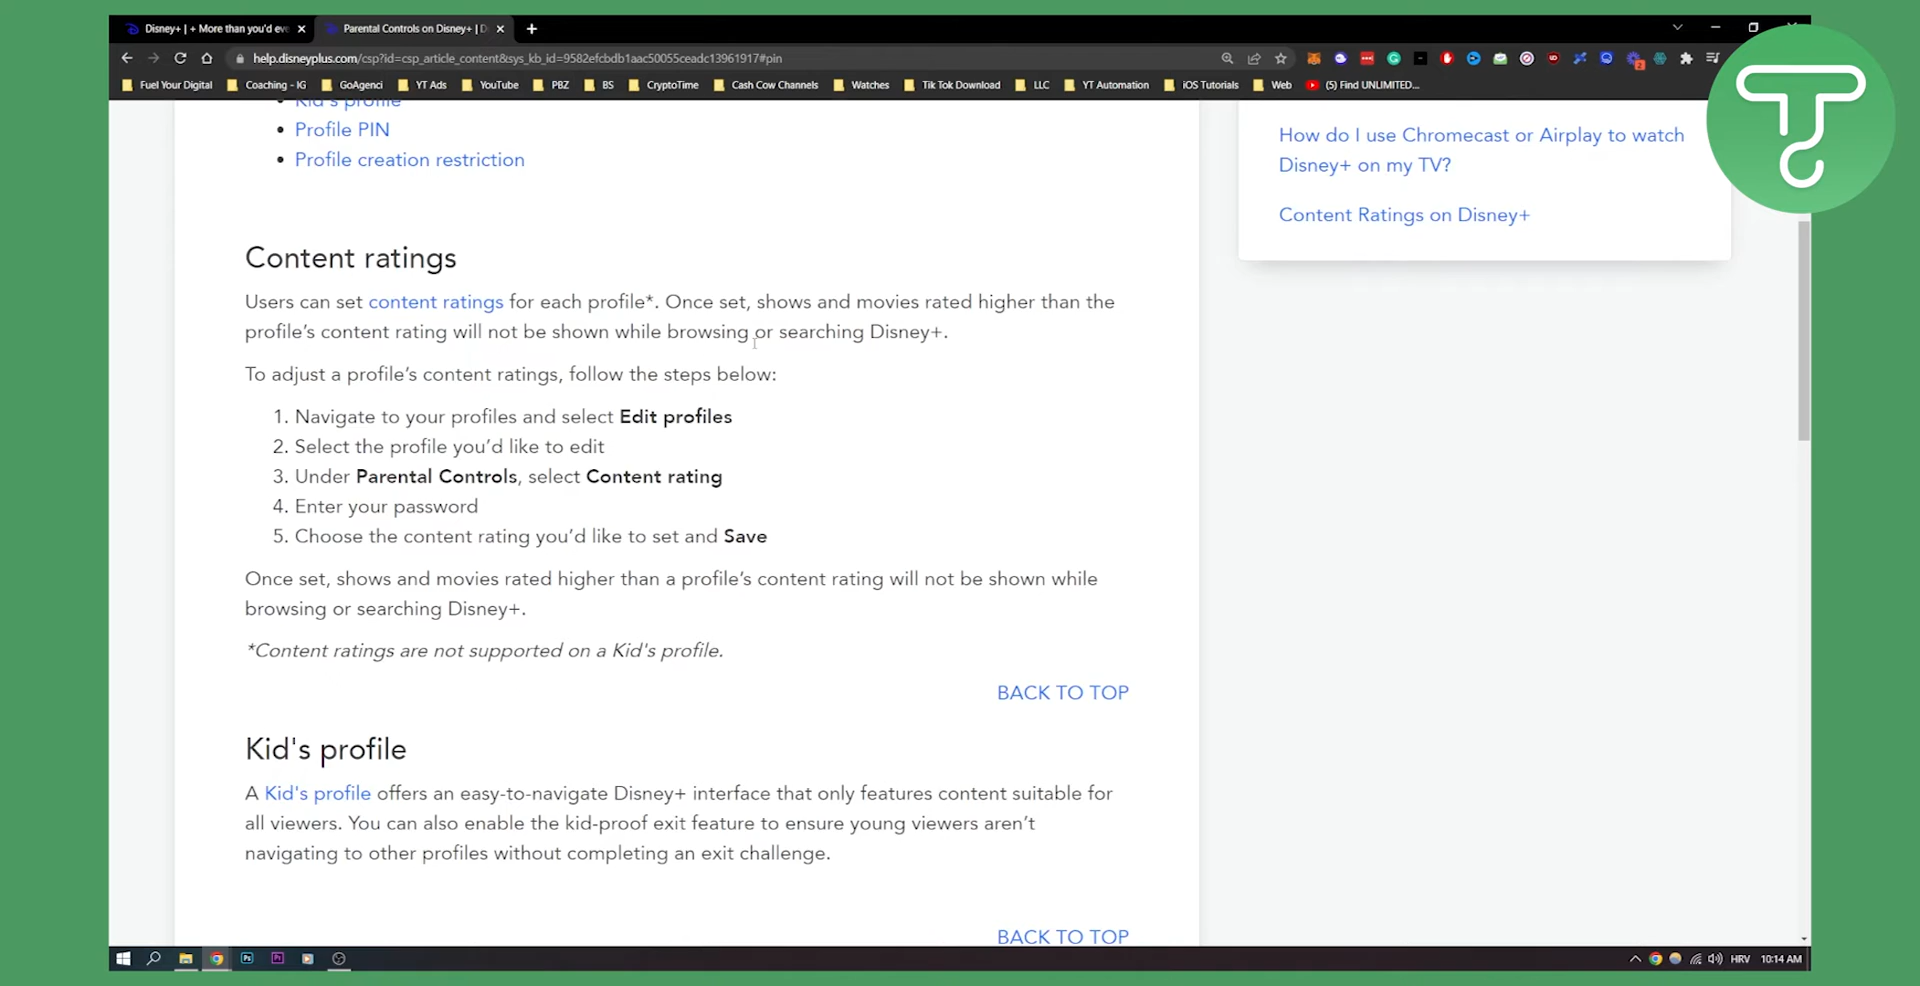 Disney+ | + More than you'd eve
Parental Controls on Disney+ | D
help.disneyplus.com/csp?id=csp_article_content&sys_kb_id=9582efcbdb1aac50055ceadc13961917#pin
Fuel Your Digital
Coaching - IG
GoAgenci
YT Ads
YouTube
PBZ
BS
CryptoTime
Cash Cow Channels
Watches
Tik Tok Download
LLC
YT Automation
iOS Tutorials
Web
(5) Find UNLIMITED...
Kid's profile
• Profile PIN
• Profile creation restriction
How do I use Chromecast or Airplay to watch
Disney+ on my TV?
Content Ratings on Disney+
Content ratings
Users can set content ratings for each profile*. Once set, shows and movies rated higher than the
profile's content rating will not be shown while browsing or searching Disney+.
To adjust a profile's content ratings, follow the steps below:
1. Navigate to your profiles and select Edit profiles
2. Select the profile you'd like to edit
3. Under Parental Controls, select Content rating
4. Enter your password
5. Choose the content rating you'd like to set and Save
Once set, shows and movies rated higher than a profile's content rating will not be shown while
browsing or searching Disney+.
*Content ratings are not supported on a Kid's profile.
BACK TO TOP
Kid's profile
A Kid's profile offers an easy-to-navigate Disney+ interface that only features content suitable for
all viewers. You can also enable the kid-proof exit feature to ensure young viewers aren't
navigating to other profiles without completing an exit challenge.
BACK TO TOP
HRV
10:14 AM